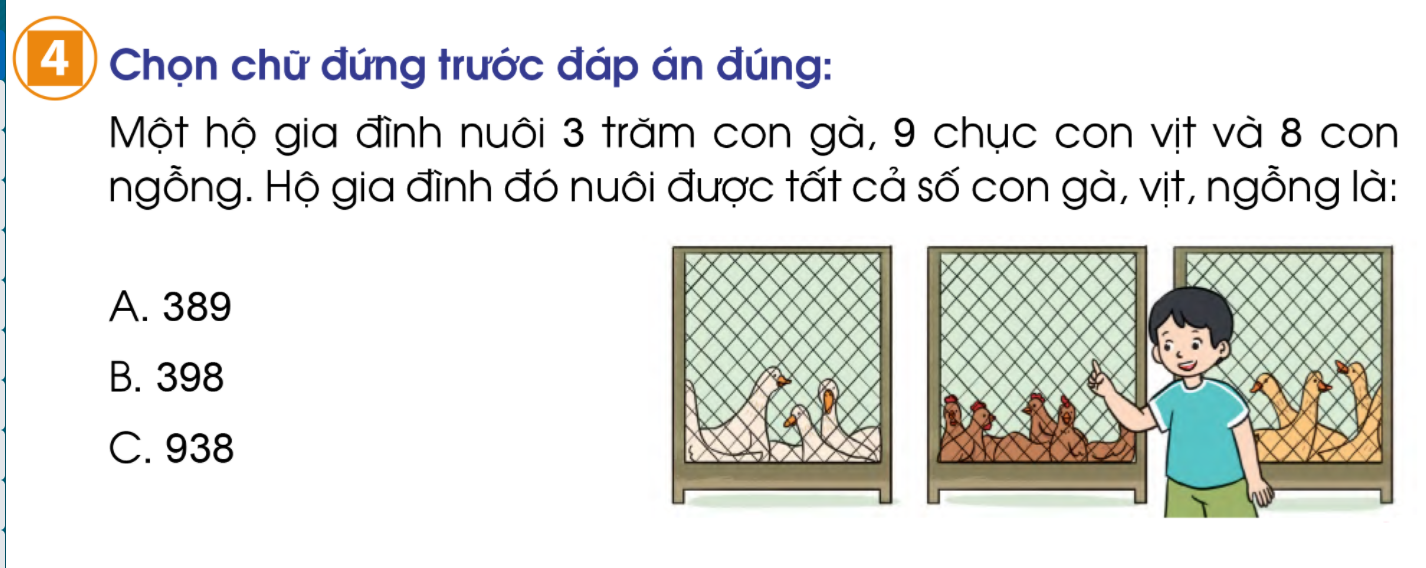 4 Chọn chữ đứng trước đáp án đúng:
Một hộ gia đình nuôi 3 trăm con gà, 9 chục con vịt và 8 con
ngỗng. Hộ gia đình đó nuôi được tất cả số con gà, vịt, ngỗng là:
A. 389
B. 398
C. 938